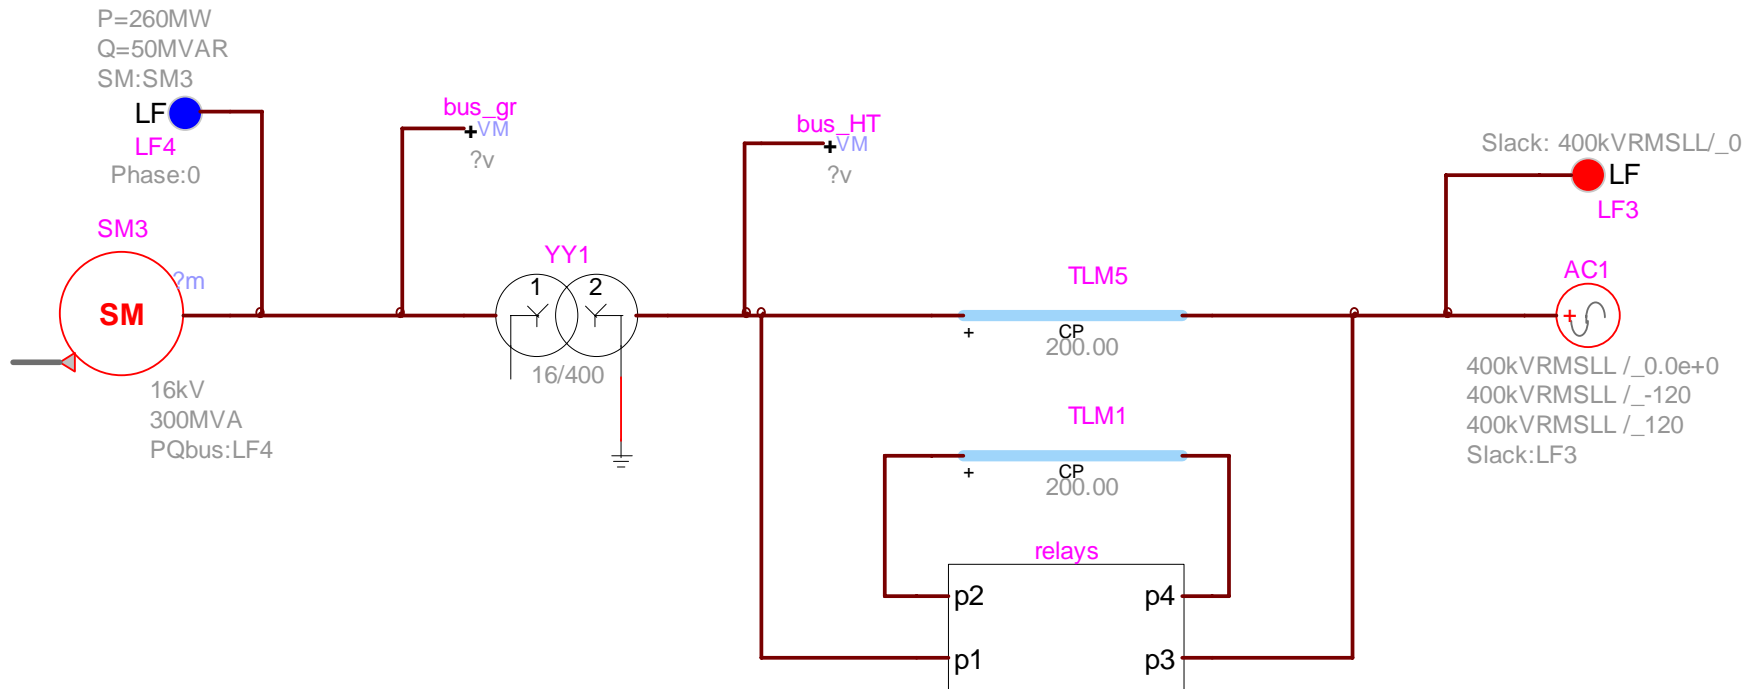 P=260MW
Q=50MVAR
SM:SM3
LF
LF4
Phase:0
SM3
?m
SM
16kV
300MVA
PQbus:LF4
bus_gr
+VM
?v
YY1
1 2
16/400
bus_HT
+VM
?v
TLM5
+ CP
200.00
TLM1
+ CP
200.00
relays
p2 p4
p1 p3
Slack: 400kVRMSLL/_0
LF
LF3
AC1
+
400kVRMSLL /_0.0e+0
400kVRMSLL /_-120
400kVRMSLL /_120
Slack:LF3